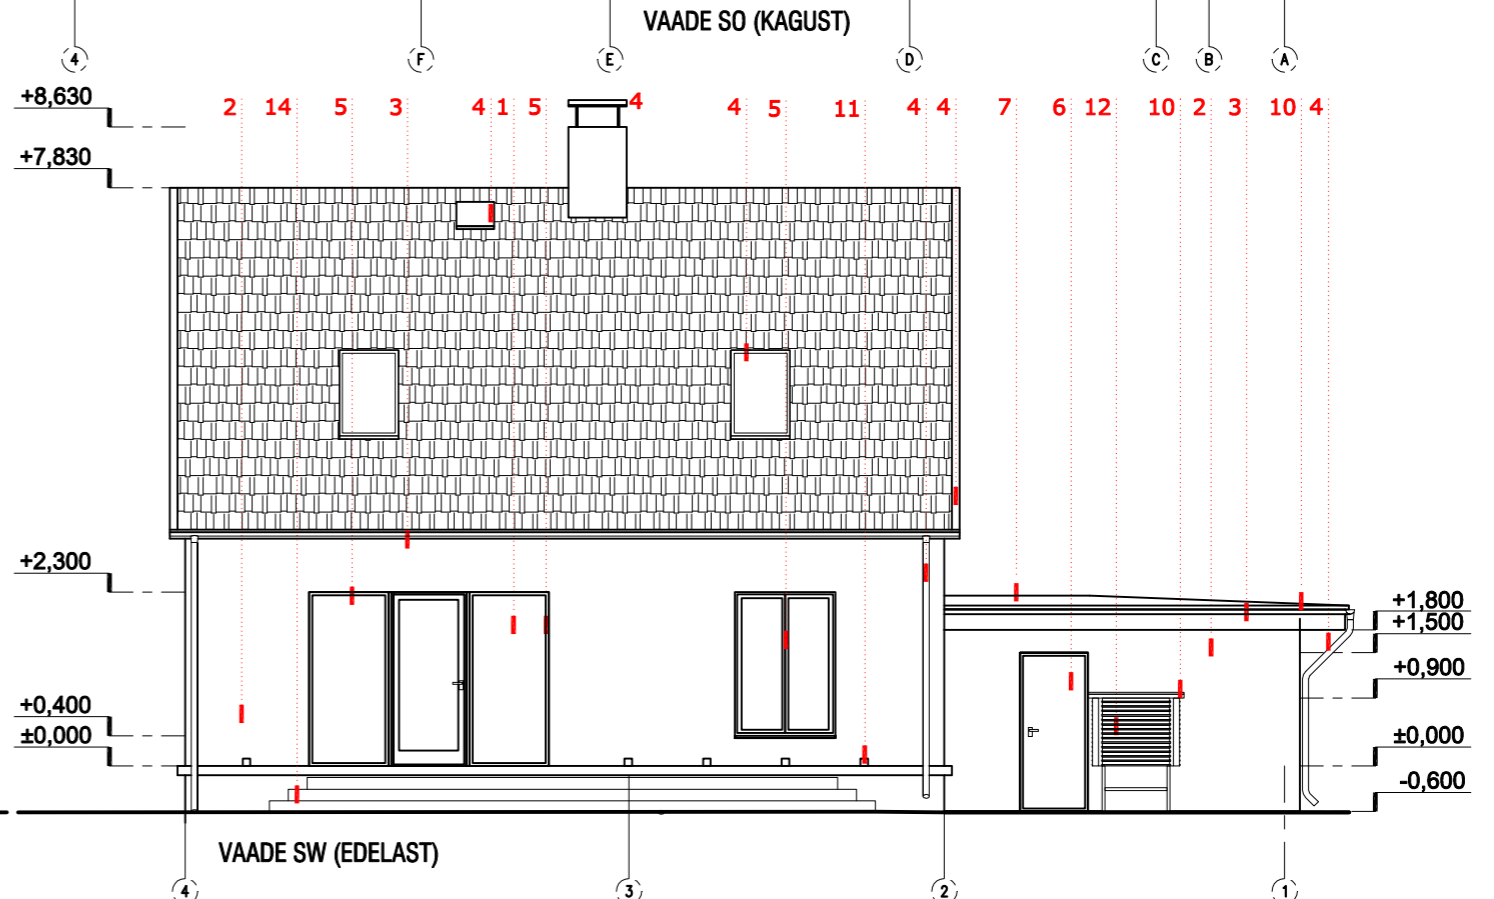 VAADE SO (KAGUST)
4 F E D C B A
+8,630
2 14 5 3 4 1 5 4 4 5 11 4 4 7 6 12 10 2 3 10 4
+7,830
+2,300
+1,800
+1,500
+0,900
+0,400
±0,000
±0,000
-0,600
VAADE SW (EDELAST)
4 3 2 1